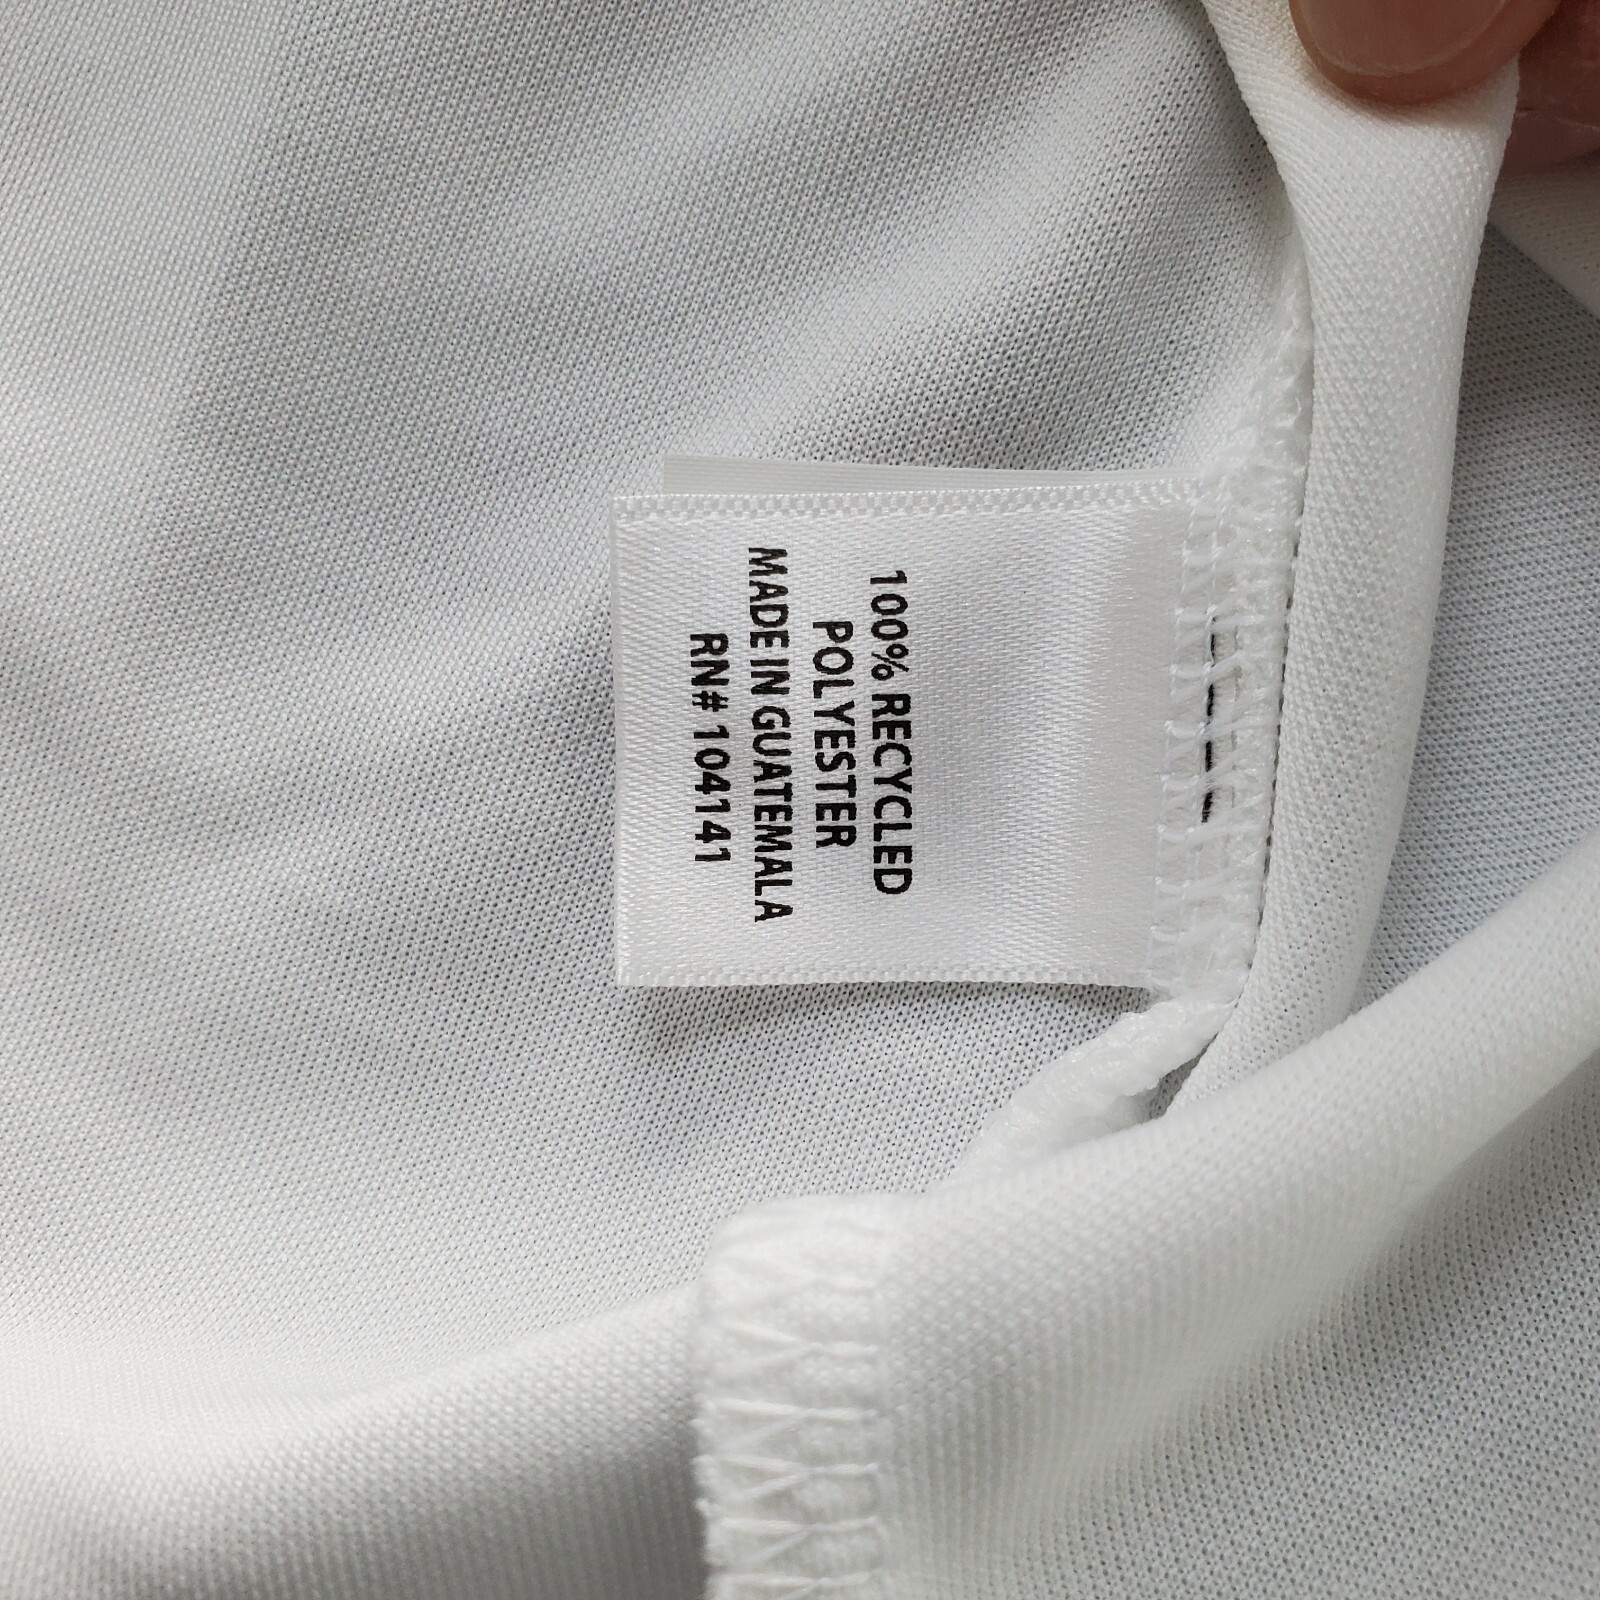 100% RECYCLED
POLYESTER
MADE IN GUATEMALA
RN# 104141